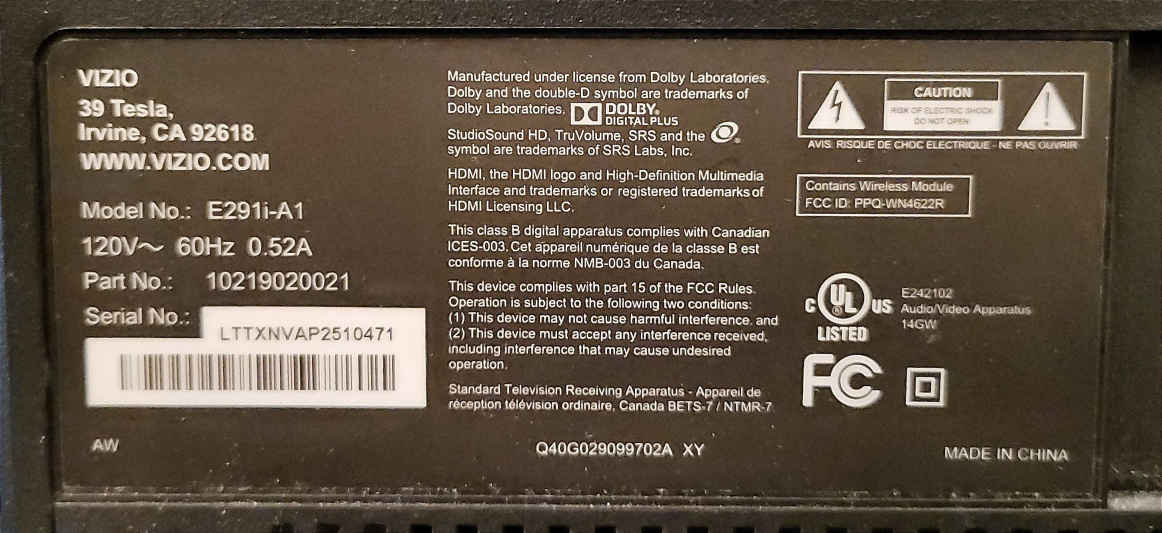 VIZIO
39 Tesla,
Irvine, CA 92618
WWW.VIZIO.COM
Model No.: E291i-A1
120V～ 60Hz 0.52A
Part No.: 10219020021
Serial No.:
LTTXNVAP2510471
AW
Manufactured under license from Dolby Laboratories.
Dolby and the double-D symbol are trademarks of
Dolby Laboratories.
DOLBY®
DIGITAL PLUS
StudioSound HD, TruVolume, SRS and the
symbol are trademarks of SRS Labs, Inc.
HDMI, the HDMI logo and High-Definition Multimedia
Interface and trademarks or registered trademarks of
HDMI Licensing LLC.
This class B digital apparatus complies with Canadian
ICES-003. Cet appareil numérique de la classe B est
conforme à la norme NMB-003 du Canada.
This device complies with part 15 of the FCC Rules.
Operation is subject to the following two conditions:
(1) This device may not cause harmful interference. and
(2) This device must accept any interference received,
including interference that may cause undesired
operation.
Standard Television Receiving Apparatus - Appareil de
réception télévision ordinaire, Canada BETS-7 / NTMR-7
Q40G029099702A XY
CAUTION
RISK OF ELECTRIC SHOCK
DO NOT OPEN
AVIS: RISQUE DE CHOC ELECTRIQUE - NE PAS OUVRIR
Contains Wireless Module
FCC ID: PPQ-WN4622R
C UL® US
LISTED
E242102
Audio/Video Apparatus
14GW
FC
MADE IN CHINA